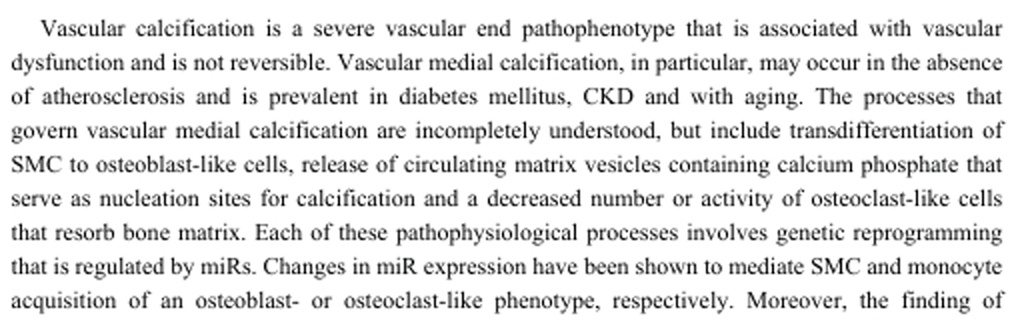 Vascular calcification is a severe vascular end pathophenotype that is associated with vascular
dysfunction and is not reversible. Vascular medial calcification, in particular, may occur in the absence
of atherosclerosis and is prevalent in diabetes mellitus, CKD and with aging. The processes that
govern vascular medial calcification are incompletely understood, but include transdifferentiation of
SMC to osteoblast-like cells, release of circulating matrix vesicles containing calcium phosphate that
serve as nucleation sites for calcification and a decreased number or activity of osteoclast-like cells
that resorb bone matrix. Each of these pathophysiological processes involves genetic reprogramming
that is regulated by miRs. Changes in miR expression have been shown to mediate SMC and monocyte
acquisition of an osteoblast- or osteoclast-like phenotype, respectively. Moreover, the finding of